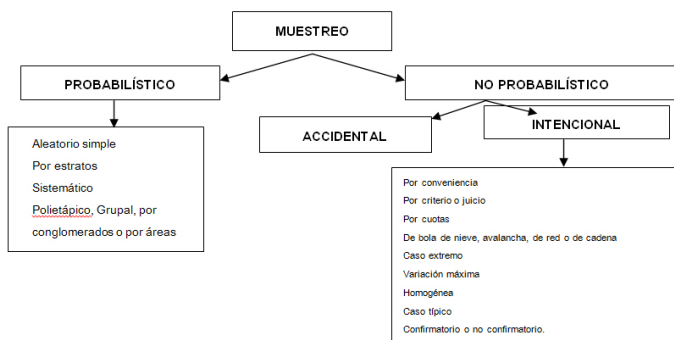 MUESTREO
PROBABILÍSTICO
NO PROBABILÍSTICO
ACCIDENTAL
INTENCIONAL
Aleatorio simple
Por estratos
Sistemático
Polietápico, Grupal, por
conglomerados o por áreas
Por conveniencia
Por criterio o juicio
Por cuotas
De bola de nieve, avalancha, de red o de cadena
Caso extremo
Variación máxima
Homogénea
Caso típico
Confirmatorio o no confirmatorio.